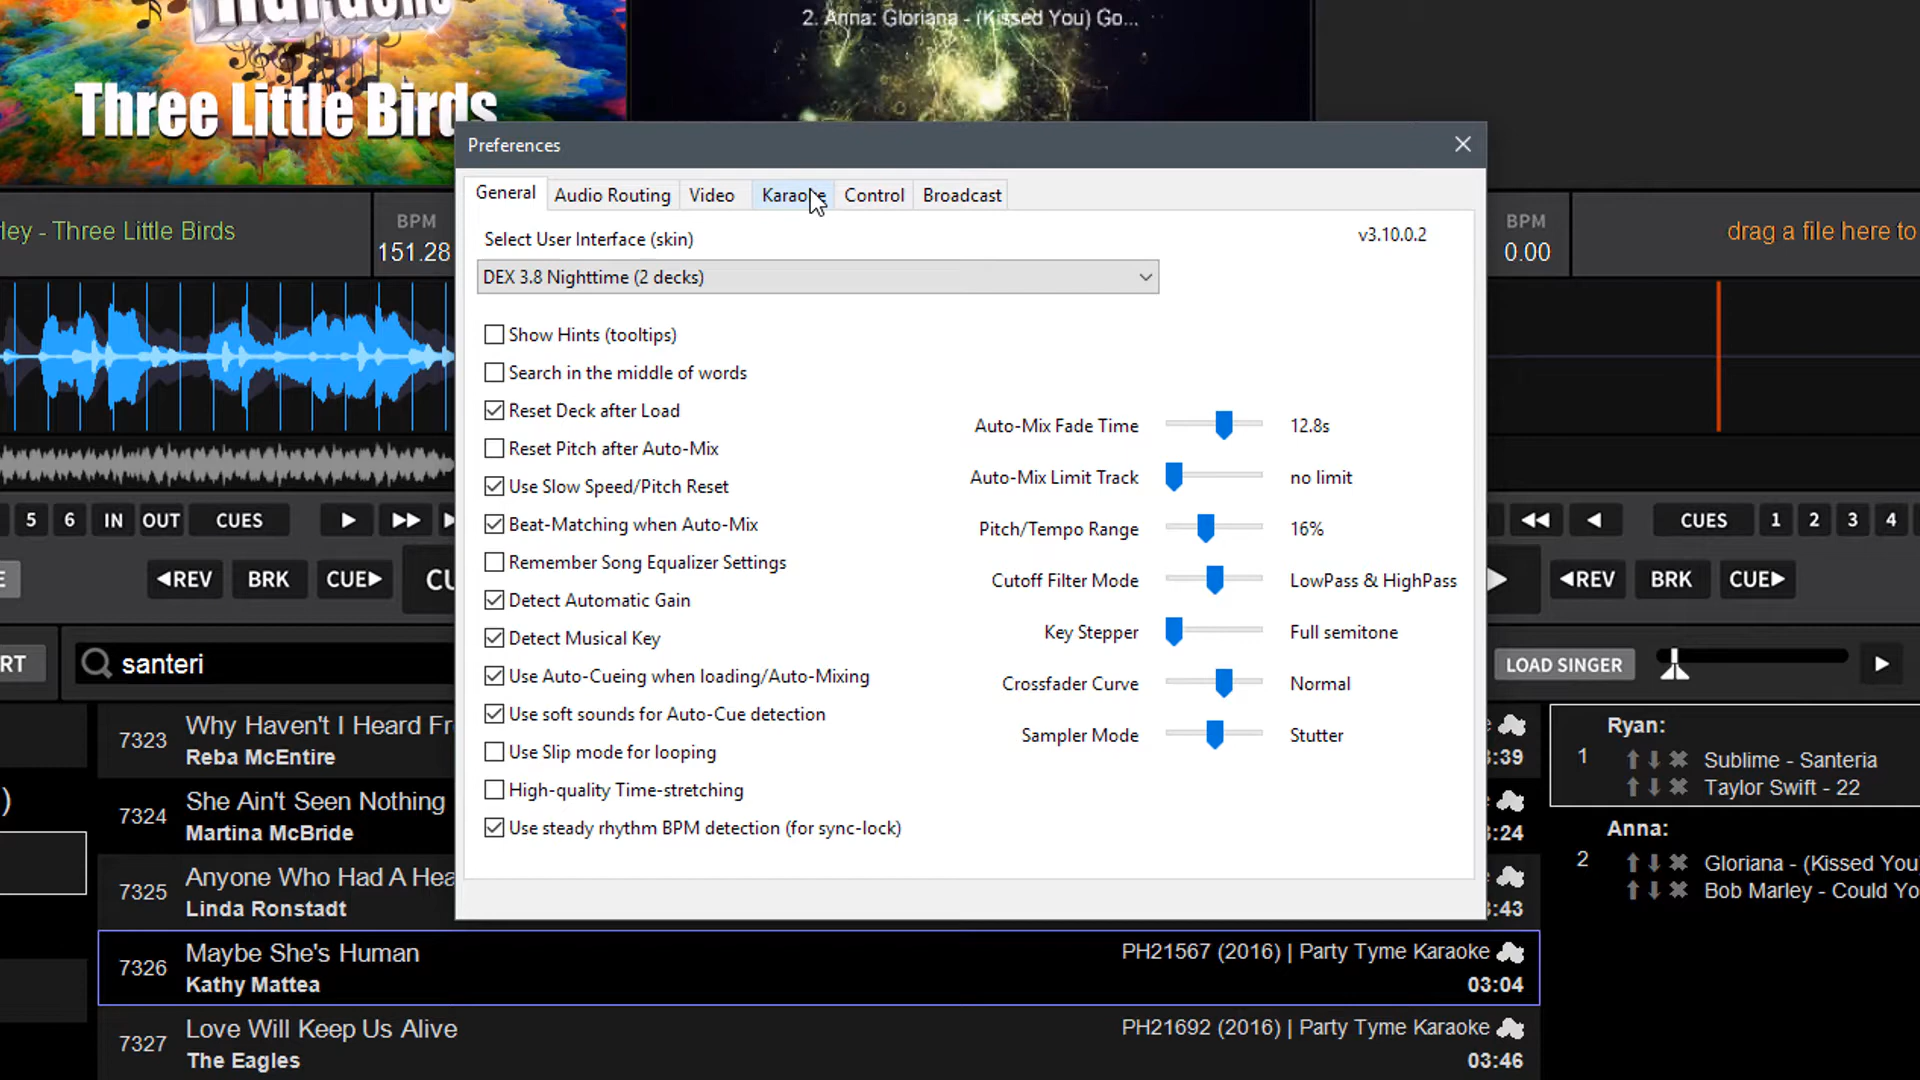 Karaoke
Three Little Birds
2. Anna: Gloriana - (Kissed You) Go...
Preferences
General
Audio Routing
Video
Karaoke
Control
Broadcast
Select User Interface (skin)
v3.10.0.2
DEX 3.8 Nighttime (2 decks)
Show Hints (tooltips)
Search in the middle of words
Reset Deck after Load
Reset Pitch after Auto-Mix
Use Slow Speed/Pitch Reset
Beat-Matching when Auto-Mix
Remember Song Equalizer Settings
Detect Automatic Gain
Detect Musical Key
Use Auto-Cueing when loading/Auto-Mixing
Use soft sounds for Auto-Cue detection
Use Slip mode for looping
High-quality Time-stretching
Use steady rhythm BPM detection (for sync-lock)
Auto-Mix Fade Time 12.8s
Auto-Mix Limit Track no limit
Pitch/Tempo Range 16%
Cutoff Filter Mode LowPass & HighPass
Key Stepper Full semitone
Crossfader Curve Normal
Sampler Mode Stutter
ley - Three Little Birds
BPM
151.28
BPM
0.00
drag a file here to
5 6 IN OUT CUES
CUES 1 2 3 4
E
◄REV BRK CUE► CU
◄REV BRK CUE►
RT
santeri
LOAD SINGER
)
7323 Why Haven't I Heard Fr
Reba McEntire
:39
7324 She Ain't Seen Nothing
Martina McBride
:24
7325 Anyone Who Had A Hea
Linda Ronstadt
:43
7326 Maybe She's Human PH21567 (2016) | Party Tyme Karaoke
Kathy Mattea 03:04
7327 Love Will Keep Us Alive PH21692 (2016) | Party Tyme Karaoke
The Eagles 03:46
Ryan:
1 Sublime - Santeria
Taylor Swift - 22
Anna:
2 Gloriana - (Kissed You)
Bob Marley - Could Yo